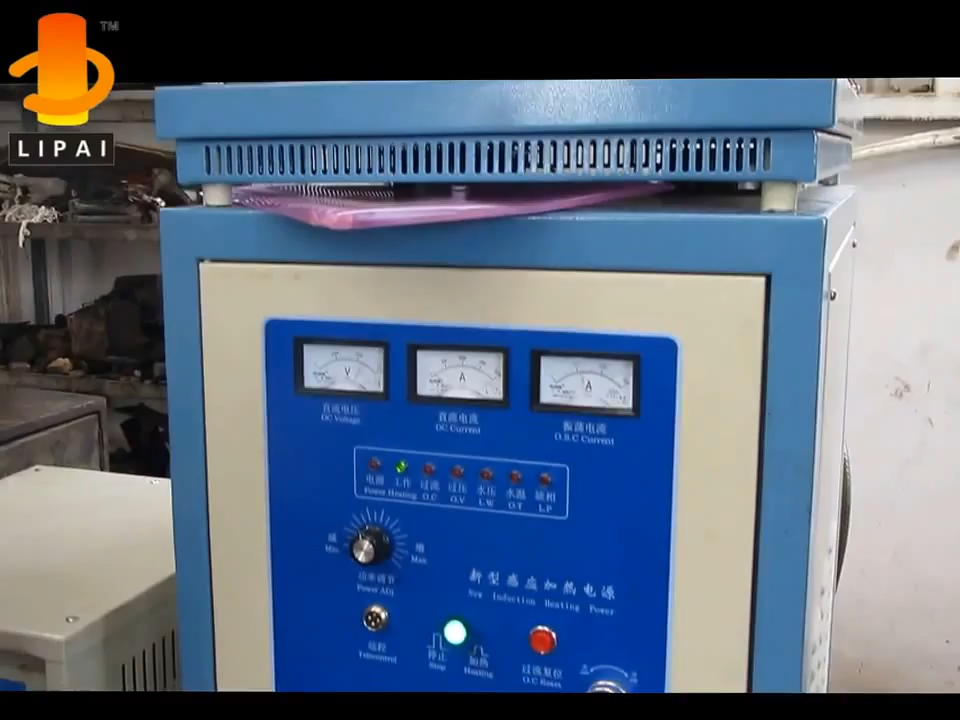 TM
LIPAI
V
A
A
直流电压
DC Voltage
直流电流
DC Current
振荡电流
O.S.C Current
电源 工作 过流 过压 水压 水温 缺相
Power Heating O.C O.V L.W O.T L.P
减
Min
增
Max
功率调节
Power ADJ
新型感应加热电源
New Induction Heating Power
远控
Telecontrol
停止
Stop
加热
Heating
过流复位
O.C Reset